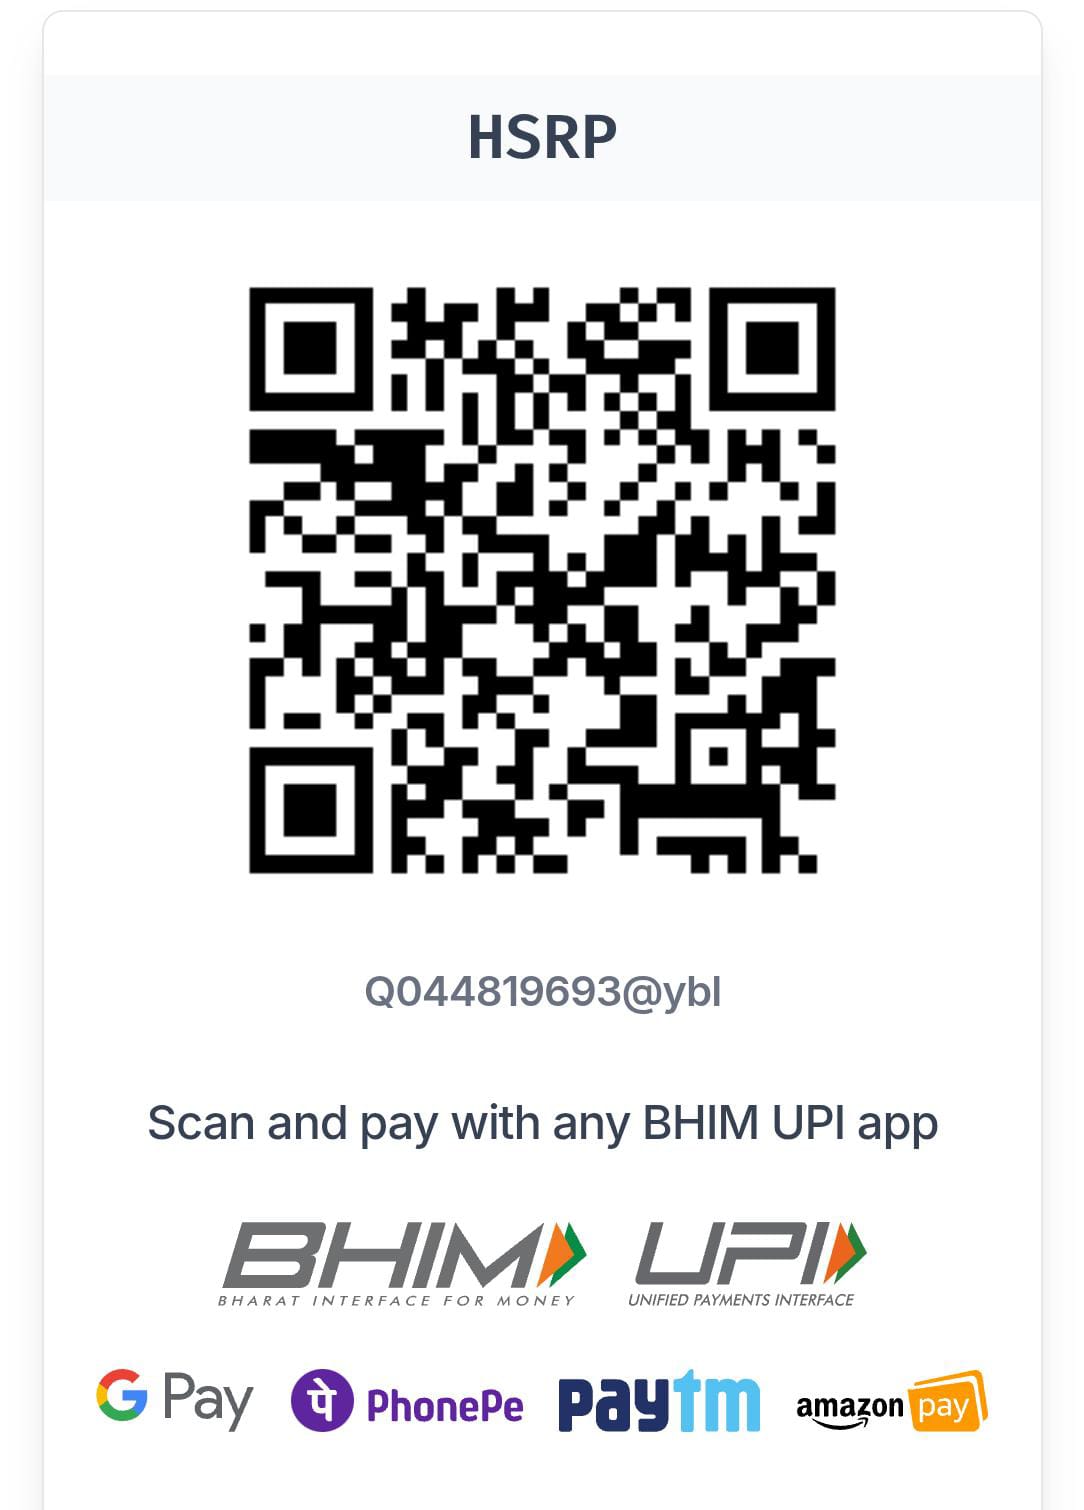 HSRP
Q044819693@ybl
Scan and pay with any BHIM UPI app
BHIM UPI
BHARAT INTERFACE FOR MONEY UNIFIED PAYMENTS INTERFACE
G Pay पे PhonePe paytm amazon pay